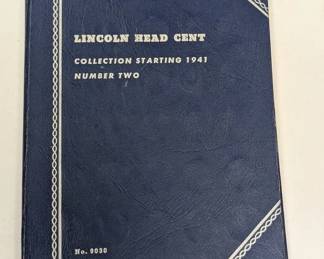 LINCOLN HEAD CENT
COLLECTION STARTING 1941
NUMBER TWO
No. 9030